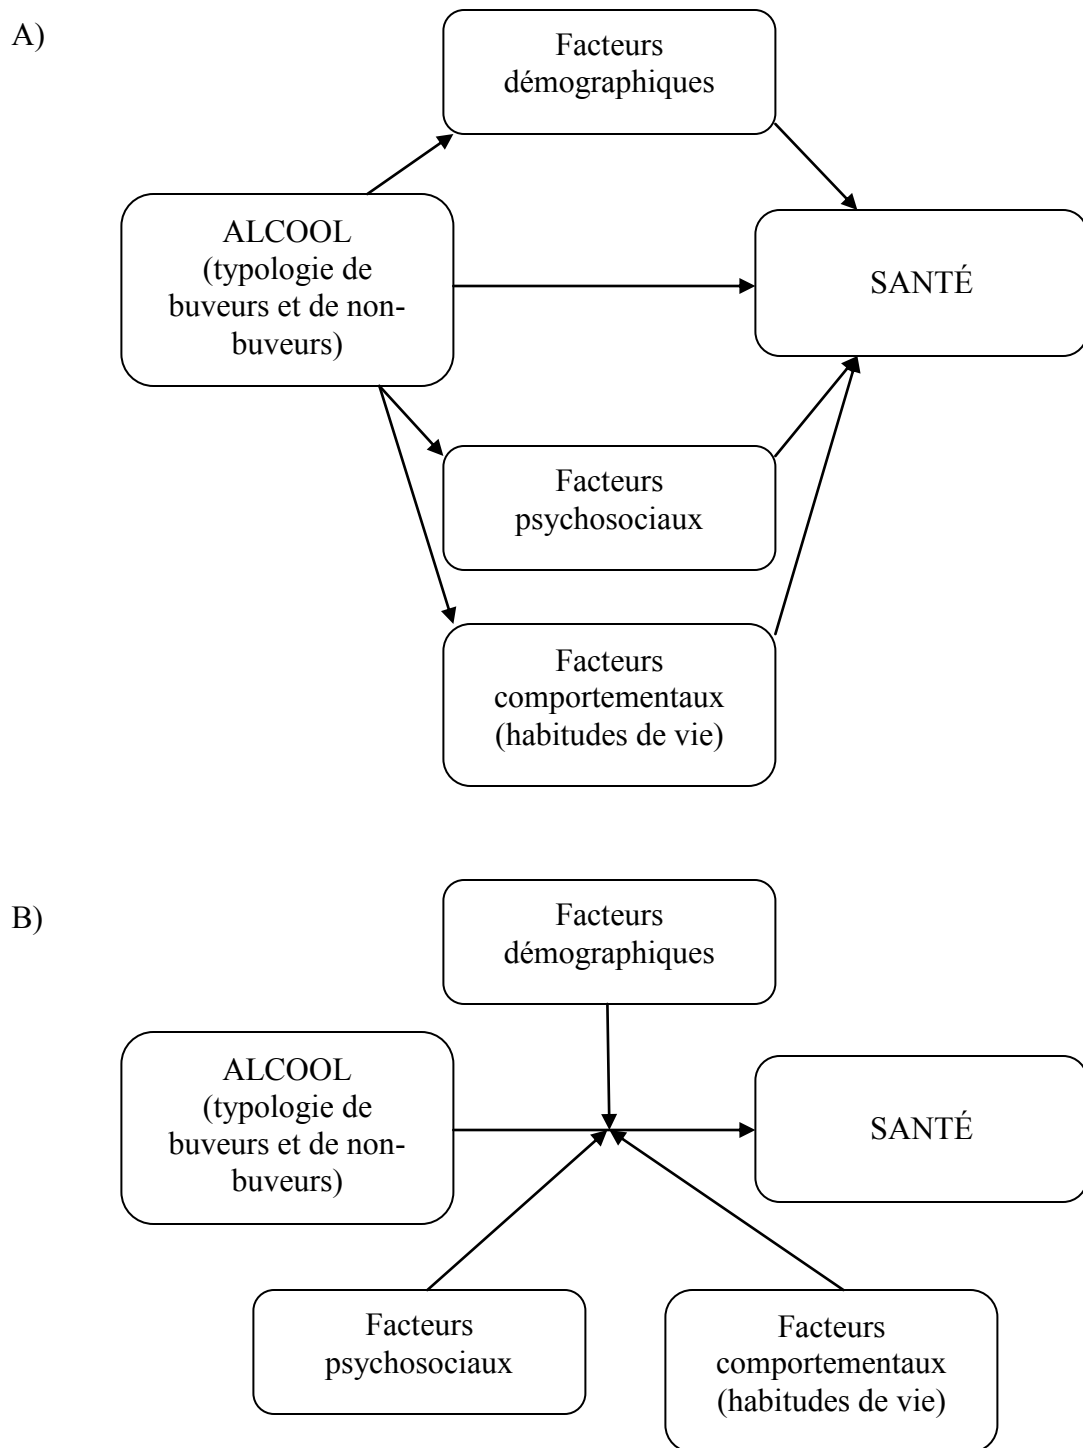 A)
Facteurs
démographiques
ALCOOL
(typologie de
buveurs et de non-
buveurs)
SANTÉ
Facteurs
psychosociaux
Facteurs
comportementaux
(habitudes de vie)
B)
Facteurs
démographiques
ALCOOL
(typologie de
buveurs et de non-
buveurs)
SANTÉ
Facteurs
psychosociaux
Facteurs
comportementaux
(habitudes de vie)